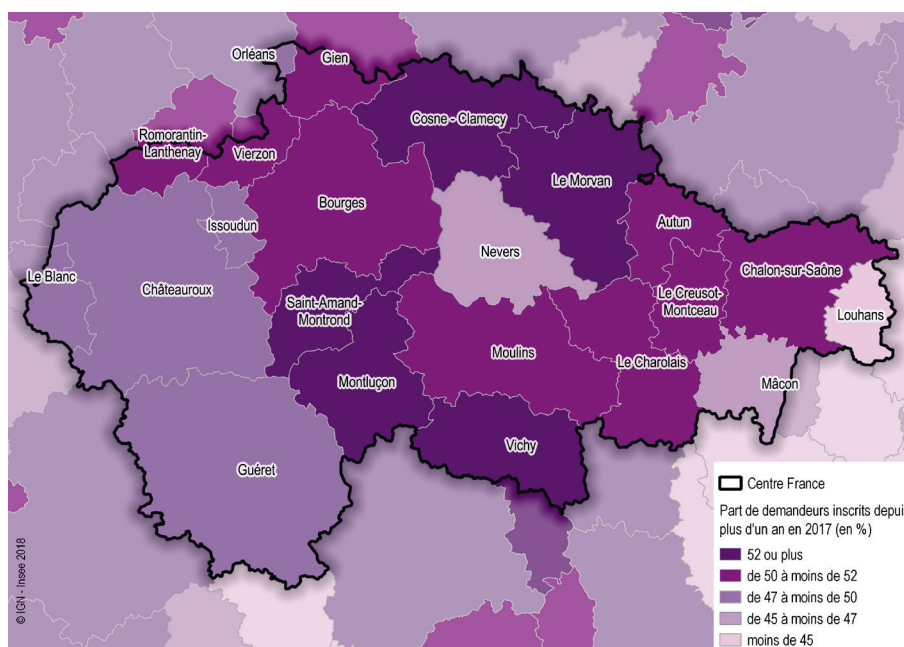 Orléans
Gien
Cosne - Clamecy
Romorantin-
Lanthenay
Vierzon
Le Morvan
Bourges
Issoudun
Autun
Nevers
Chalon-sur-Saône
Le Blanc
Châteauroux
Saint-Amand-
Montrond
Le Creusot-
Montceau
Louhans
Moulins
Le Charolais
Montluçon
Mâcon
Vichy
Guéret
Centre France
Part de demandeurs inscrits depui
plus d'un an en 2017 (en %)
52 ou plus
de 50 à moins de 52
de 47 à moins de 50
de 45 à moins de 47
moins de 45
© IGN - Insee 2018